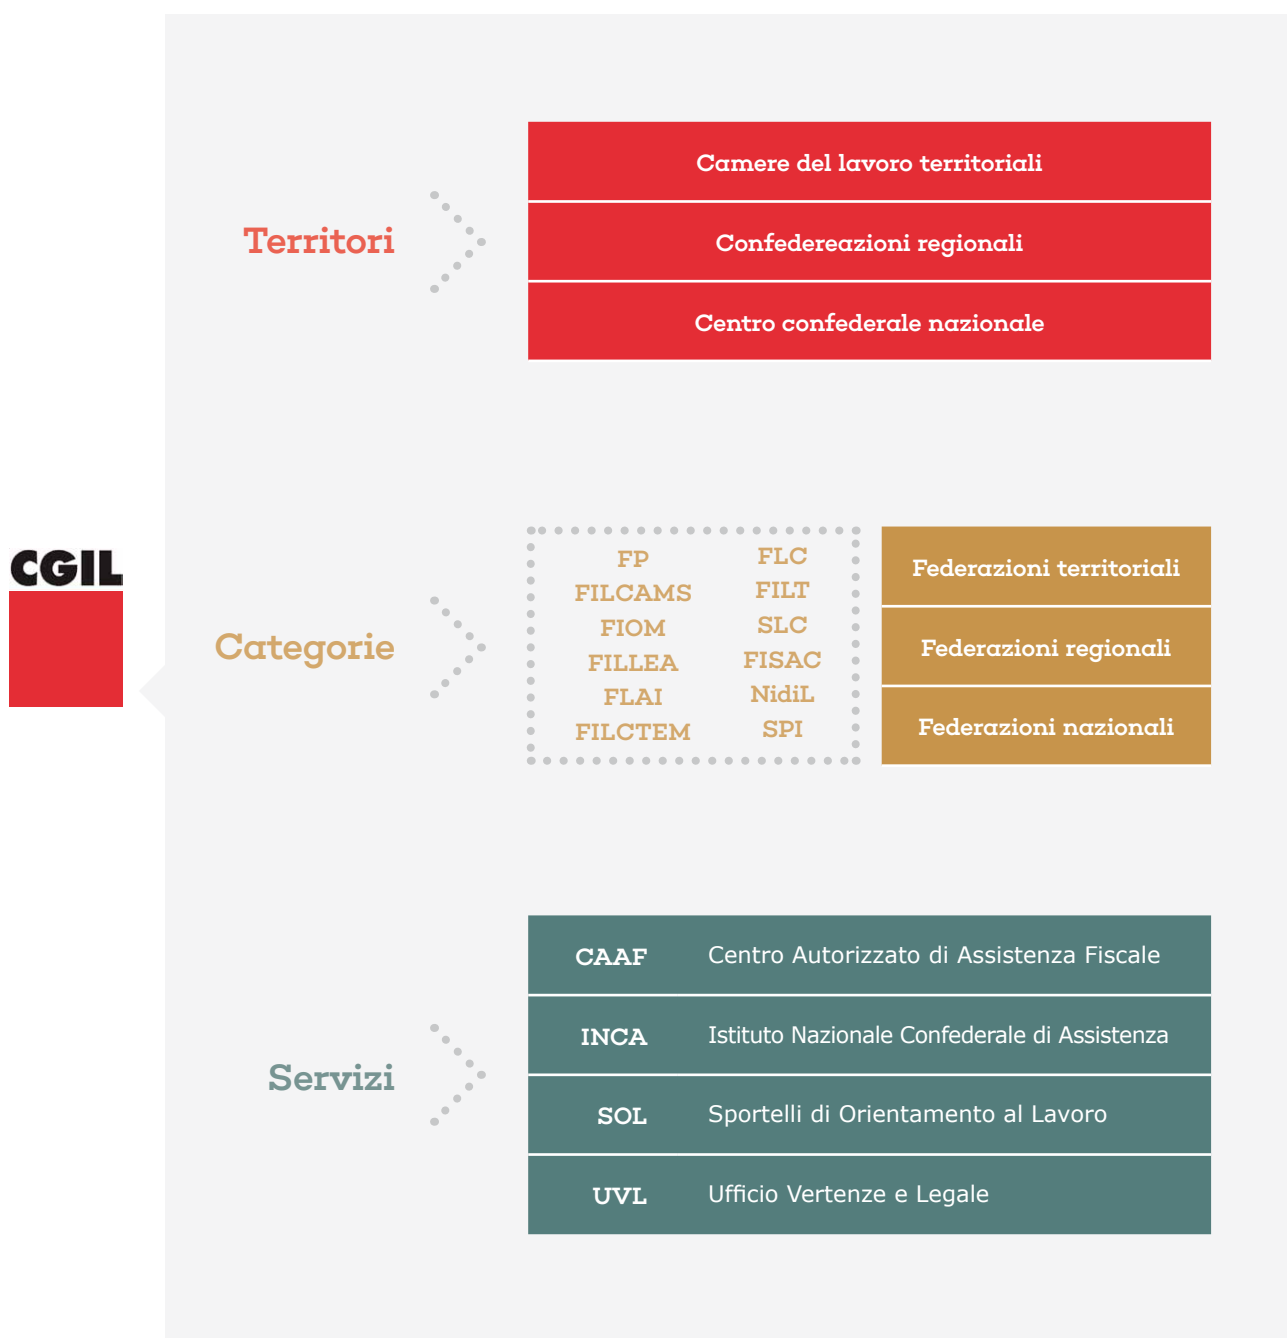 CGIL
Territori
Camere del lavoro territoriali
Confedereazioni regionali
Centro confederale nazionale
Categorie
FP
FILCAMS
FIOM
FILLEA
FLAI
FILCTEM
FLC
FILT
SLC
FISAC
NidiL
SPI
Federazioni territoriali
Federazioni regionali
Federazioni nazionali
Servizi
CAAF Centro Autorizzato di Assistenza Fiscale
INCA Istituto Nazionale Confederale di Assistenza
SOL Sportelli di Orientamento al Lavoro
UVL Ufficio Vertenze e Legale